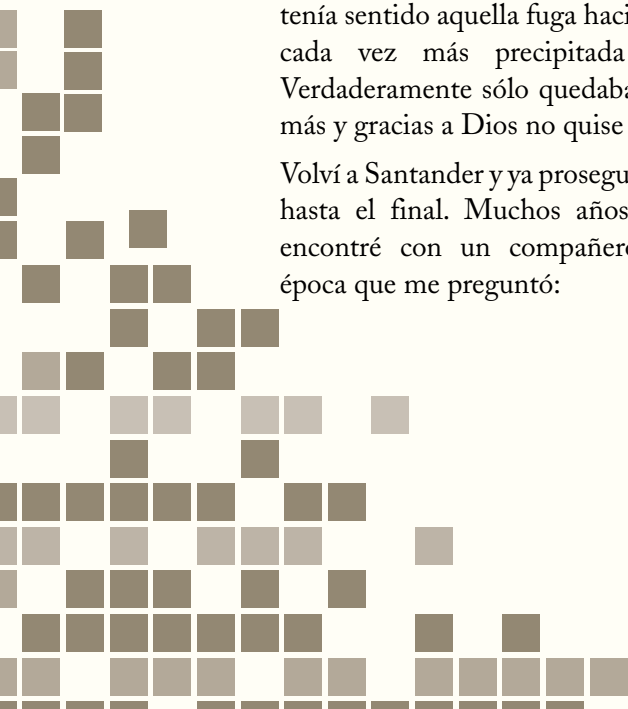 tenía sentido aquella fuga haci
cada vez más precipitada
Verdaderamente sólo quedaba
más y gracias a Dios no quise
Volví a Santander y ya prosegu
hasta el final. Muchos años
encontré con un compañero
época que me preguntó: